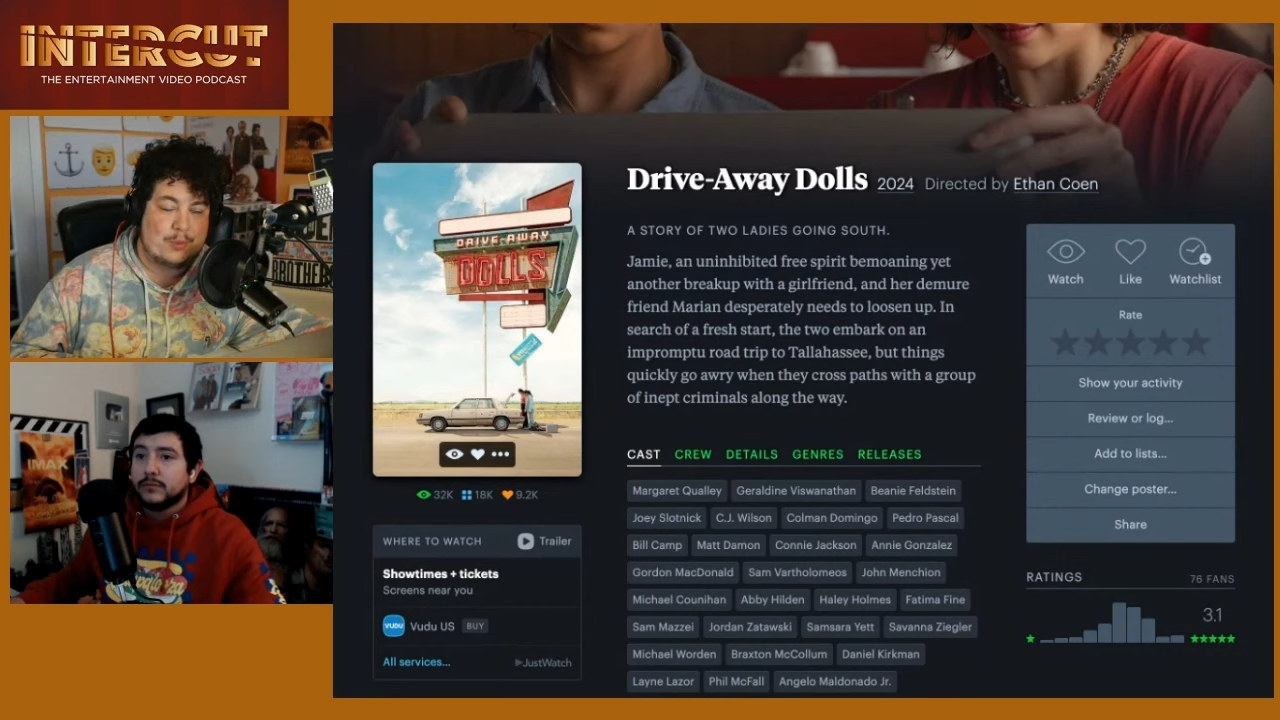 INTERCUT
THE ENTERTAINMENT VIDEO PODCAST
BROTHERS
IMAX
Drive-Away Dolls 2024 Directed by Ethan Coen
A STORY OF TWO LADIES GOING SOUTH.
Jamie, an uninhibited free spirit bemoaning yet
another breakup with a girlfriend, and her demure
friend Marian desperately needs to loosen up. In
search of a fresh start, the two embark on an
impromptu road trip to Tallahassee, but things
quickly go awry when they cross paths with a group
of inept criminals along the way.
DRIVE-AWAY
DOLLS
32K 18K 9.2K
WHERE TO WATCH Trailer
Showtimes + tickets
Screens near you
VUDU Vudu US BUY
All services... JustWatch
CAST CREW DETAILS GENRES RELEASES
Margaret Qualley Geraldine Viswanathan Beanie Feldstein
Joey Slotnick C.J. Wilson Colman Domingo Pedro Pascal
Bill Camp Matt Damon Connie Jackson Annie Gonzalez
Gordon MacDonald Sam Vartholomeos John Menchion
Michael Counihan Abby Hilden Haley Holmes Fatima Fine
Sam Mazzei Jordan Zatawski Samsara Yett Savanna Ziegler
Michael Worden Braxton McCollum Daniel Kirkman
Layne Lazor Phil McFall Angelo Maldonado Jr.
Watch Like Watchlist
Rate
Show your activity
Review or log...
Add to lists...
Change poster...
Share
RATINGS 76 FANS
3.1